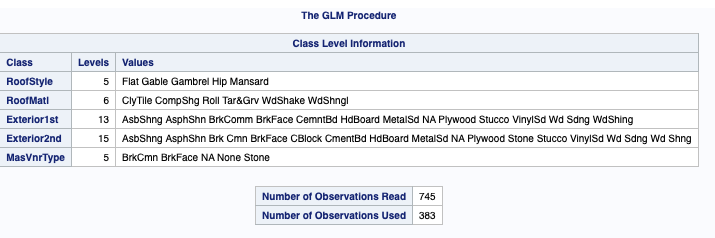 The GLM Procedure
Class Level Information
Class Levels Values
RoofStyle 5 Flat Gable Gambrel Hip Mansard
RoofMatl 6 ClyTile CompShg Roll Tar&Grv WdShake WdShngl
Exterior1st 13 AsbShng AsphShn BrkComm BrkFace CemntBd HdBoard MetalSd NA Plywood Stucco VinylSd Wd Sdng WdShing
Exterior2nd 15 AsbShng AsphShn Brk Cmn BrkFace CBlock CmentBd HdBoard MetalSd NA Plywood Stone Stucco VinylSd Wd Sdng Wd Shng
MasVnrType 5 BrkCmn BrkFace NA None Stone
Number of Observations Read 745
Number of Observations Used 383